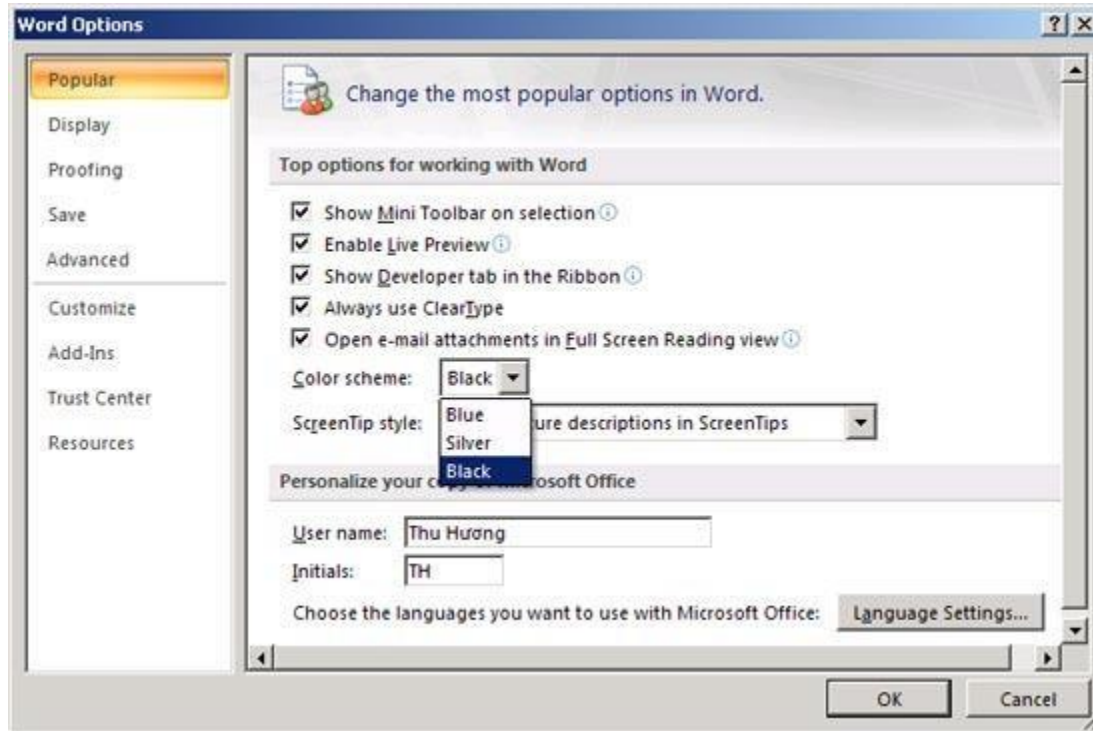 Word Options
Popular
Display
Proofing
Save
Advanced
Customize
Add-Ins
Trust Center
Resources
Change the most popular options in Word.
Top options for working with Word
Show Mini Toolbar on selection
Enable Live Preview
Show Developer tab in the Ribbon
Always use ClearType
Open e-mail attachments in Full Screen Reading view
Color scheme: Black
Blue
Silver
Black
ScreenTip style: descriptions in ScreenTips
Personalize your Microsoft Office
User name: Thu Hương
Initials: TH
Choose the languages you want to use with Microsoft Office: Language Settings...
OK Cancel